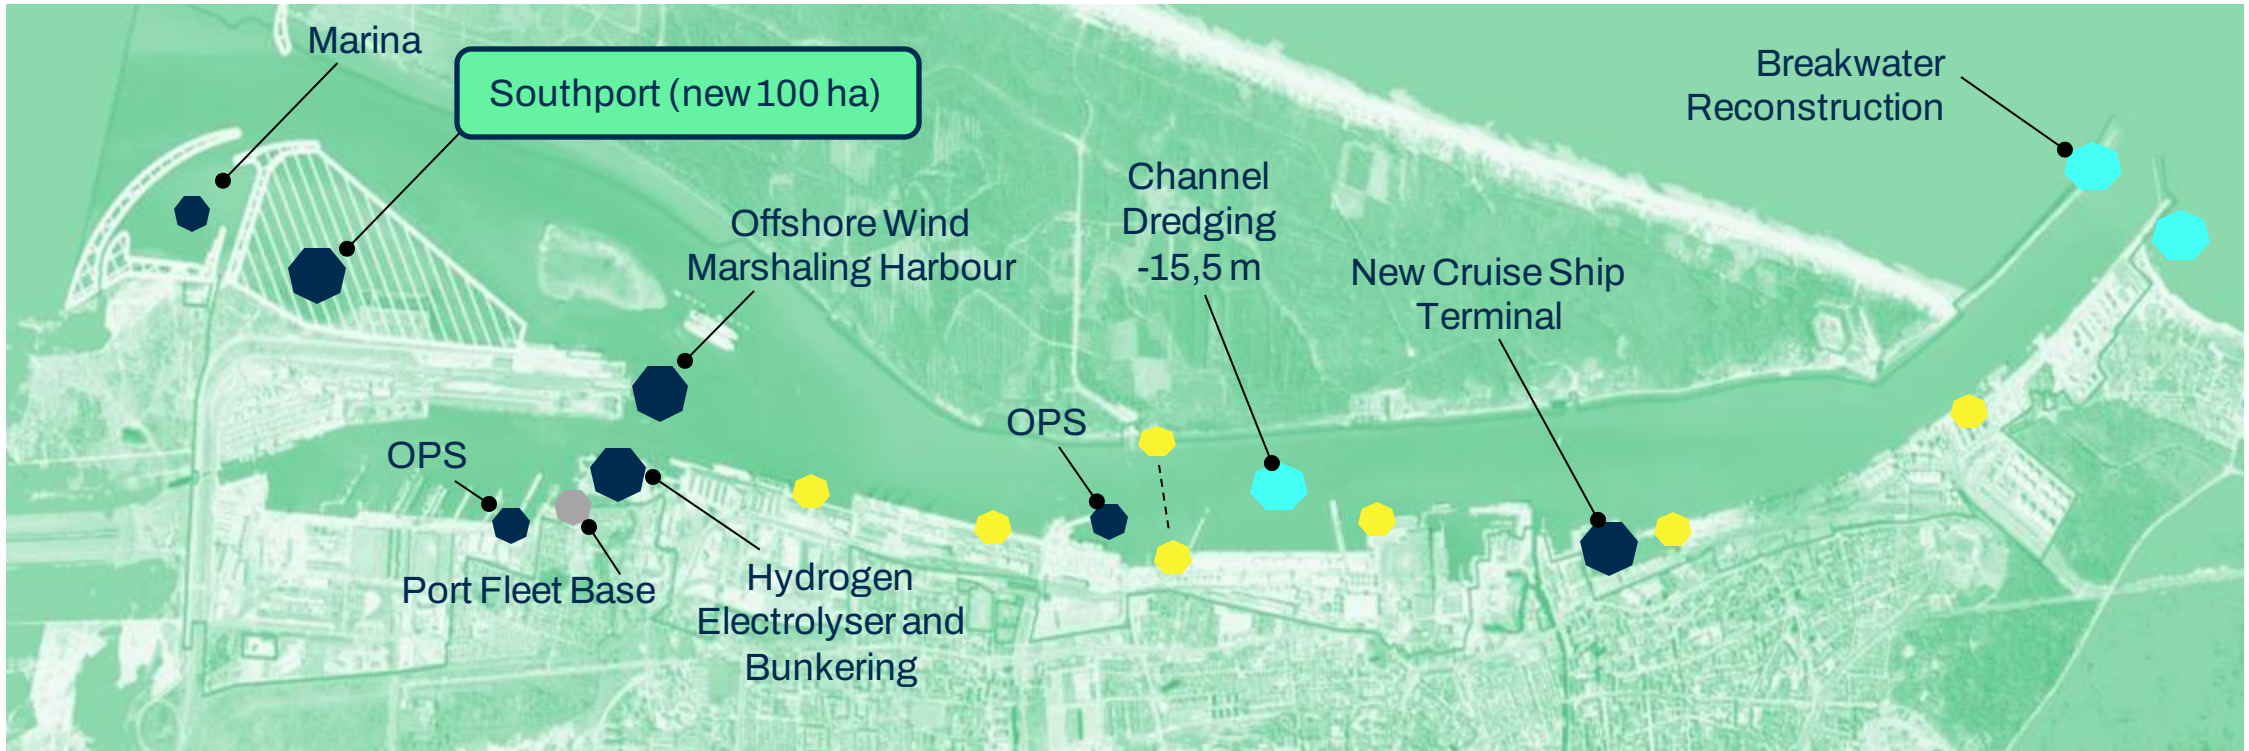 Marina
Southport (new 100 ha)
Breakwater
Reconstruction
Channel
Dredging
-15,5 m
Offshore Wind
Marshaling Harbour
New Cruise Ship
Terminal
OPS
OPS
Port Fleet Base
Hydrogen
Electrolyser and
Bunkering